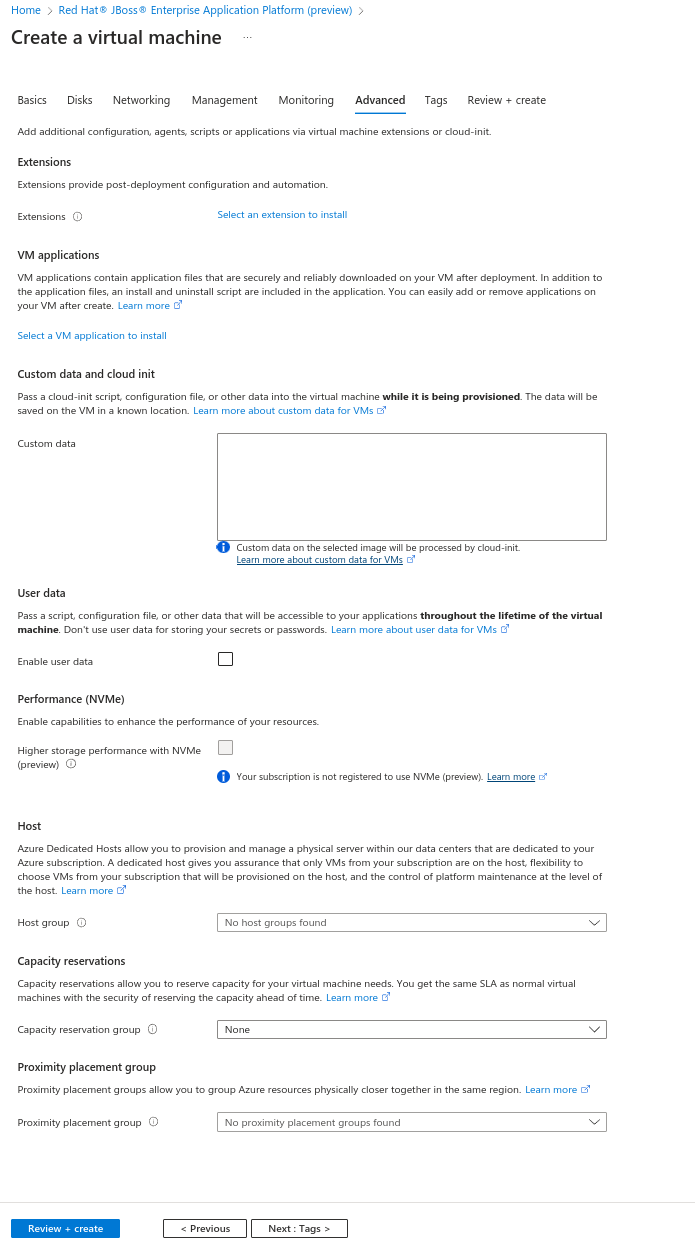 Home > Red Hat® JBoss® Enterprise Application Platform (preview) >
Create a virtual machine ...
Basics Disks Networking Management Monitoring Advanced Tags Review + create
Add additional configuration, agents, scripts or applications via virtual machine extensions or cloud-init.
Extensions
Extensions provide post-deployment configuration and automation.
Extensions Select an extension to install
VM applications
VM applications contain application files that are securely and reliably downloaded on your VM after deployment. In addition to
the application files, an install and uninstall script are included in the application. You can easily add or remove applications on
your VM after create. Learn more
Select a VM application to install
Custom data and cloud init
Pass a cloud-init script, configuration file, or other data into the virtual machine while it is being provisioned. The data will be
saved on the VM in a known location. Learn more about custom data for VMs
Custom data
Custom data on the selected image will be processed by cloud-init.
Learn more about custom data for VMs
User data
Pass a script, configuration file, or other data that will be accessible to your applications throughout the lifetime of the virtual
machine. Don't use user data for storing your secrets or passwords. Learn more about user data for VMs
Enable user data
Performance (NVMe)
Enable capabilities to enhance the performance of your resources.
Higher storage performance with NVMe
(preview)
Your subscription is not registered to use NVMe (preview). Learn more
Host
Azure Dedicated Hosts allow you to provision and manage a physical server within our data centers that are dedicated to your
Azure subscription. A dedicated host gives you assurance that only VMs from your subscription are on the host, flexibility to
choose VMs from your subscription that will be provisioned on the host, and the control of platform maintenance at the level of
the host. Learn more
Host group No host groups found
Capacity reservations
Capacity reservations allow you to reserve capacity for your virtual machine needs. You get the same SLA as normal virtual
machines with the security of reserving the capacity ahead of time. Learn more
Capacity reservation group None
Proximity placement group
Proximity placement groups allow you to group Azure resources physically closer together in the same region. Learn more
Proximity placement group No proximity placement groups found
Review + create < Previous Next : Tags >